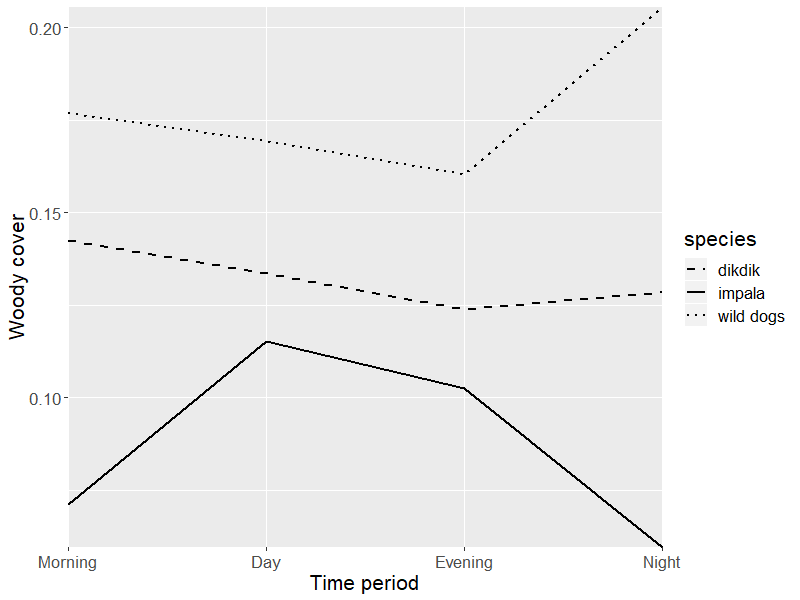 0.20
0.15
0.10
Woody cover
Morning Day Evening Night
Time period
species
dikdik
impala
wild dogs